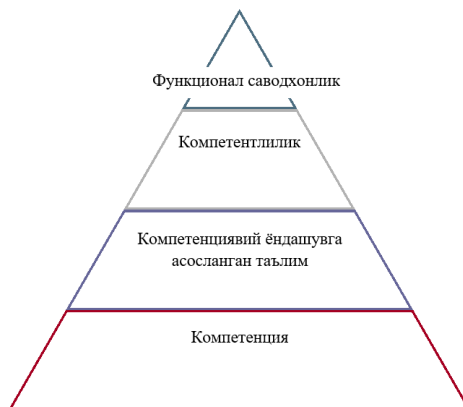 Функционал саводхонлик
Компетентлилик
Компетенциявий ёндашувга
асосланган таълим
Компетенция